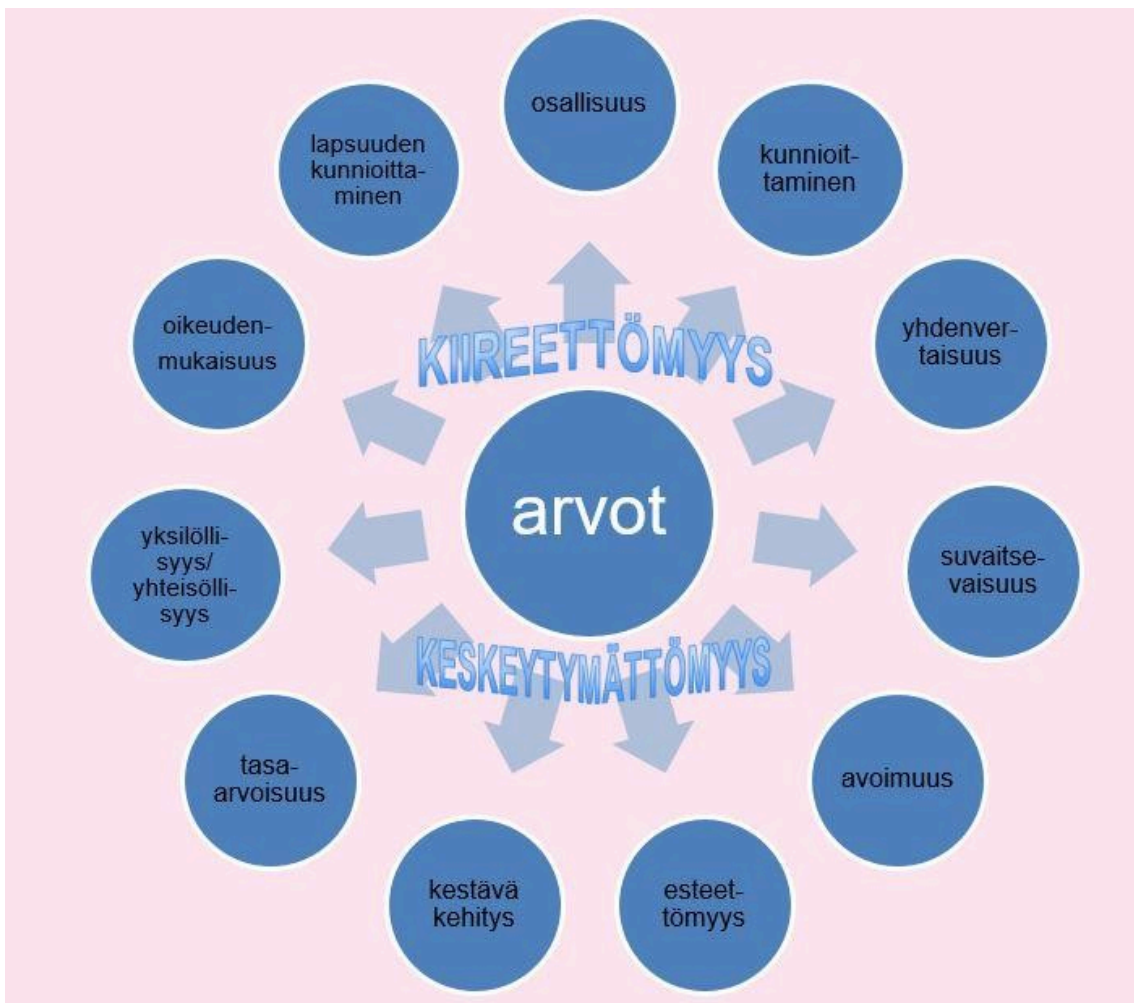 osallisuus
kunnioit-
taminen
yhdenver-
taisuus
suvaitse-
vaisuus
avoimuus
esteet-
tömyys
kestävä
kehitys
tasa-
arvoisuus
yksilölli-
syys/
yhteisölli-
syys
oikeuden-
mukaisuus
lapsuuden
kunnioitta-
minen
KIIREETTÖMYYS
arvot
KESKEYTYMÄTTÖMYYS